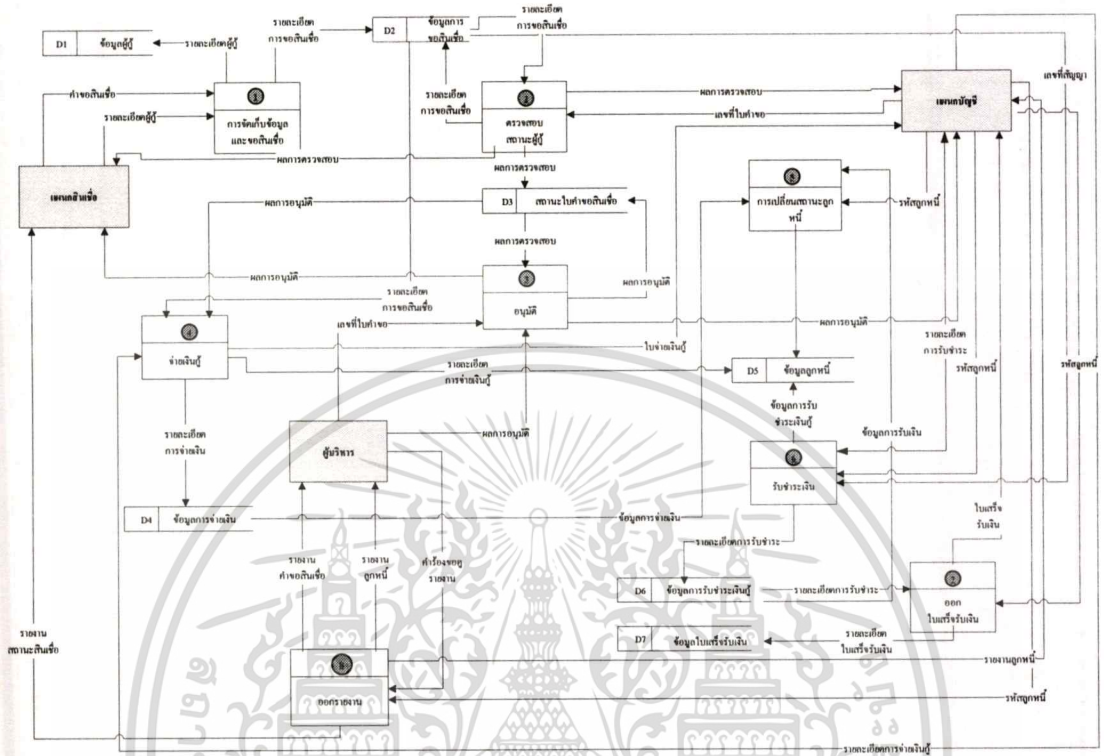 รายละเอียด
การขอสินเชื่อ
รายละเอียด
การขอสินเชื่อ
D1 ข้อมูลผู้กู้
รายละเอียดผู้กู้
D2 ข้อมูลการ
ขอสินเชื่อ
เลขที่สัญญา
คำขอสินเชื่อ
รายละเอียดผู้กู้
1
การจัดเก็บข้อมูล
และขอสินเชื่อ
รายละเอียด
การขอสินเชื่อ
2
ตรวจสอบ
สถานะผู้กู้
ผลการตรวจสอบ
เลขที่ใบคำขอ
แผนกบัญชี
ผลการตรวจสอบ
ผลการตรวจสอบ
แผนกสินเชื่อ
ผลการอนุมัติ
D3 สถานะใบคำขอสินเชื่อ
การเปลี่ยนสถานะลูก
หนี้
รหัสลูกหนี้
ผลการตรวจสอบ
ผลการอนุมัติ
3
อนุมัติ
ผลการอนุมัติ
รายละเอียด
การขอสินเชื่อ
เลขที่ใบคำขอ
ผลการอนุมัติ
4
จ่ายเงินกู้
ใบจ่ายเงินกู้
รายละเอียด
การจ่ายเงินกู้
รายละเอียด
การรับชำระ
รหัสลูกหนี้
รหัสลูกหนี้
D5 ข้อมูลลูกหนี้
ข้อมูลการรับ
ชำระเงินกู้
ข้อมูลการรับเงิน
รายละเอียด
การจ่ายเงิน
ผู้บริหาร
ผลการอนุมัติ
6
รับชำระเงิน
D4 ข้อมูลการจ่ายเงิน
ข้อมูลการจ่ายเงิน
ใบเสร็จ
รับเงิน
รายละเอียดการรับชำระ
รายงาน
คำขอสินเชื่อ
รายงาน
ลูกหนี้
คำร้องขอดู
รายงาน
D6 ข้อมูลการรับชำระเงินกู้
รายละเอียดการรับชำระ
7
ออก
ใบเสร็จรับเงิน
D7 ข้อมูลใบเสร็จรับเงิน
รายละเอียด
ใบเสร็จรับเงิน
รายงาน
สถานะสินเชื่อ
8
ออกรายงาน
รายงานลูกหนี้
รหัสลูกหนี้
รายละเอียดการจ่ายเงินกู้